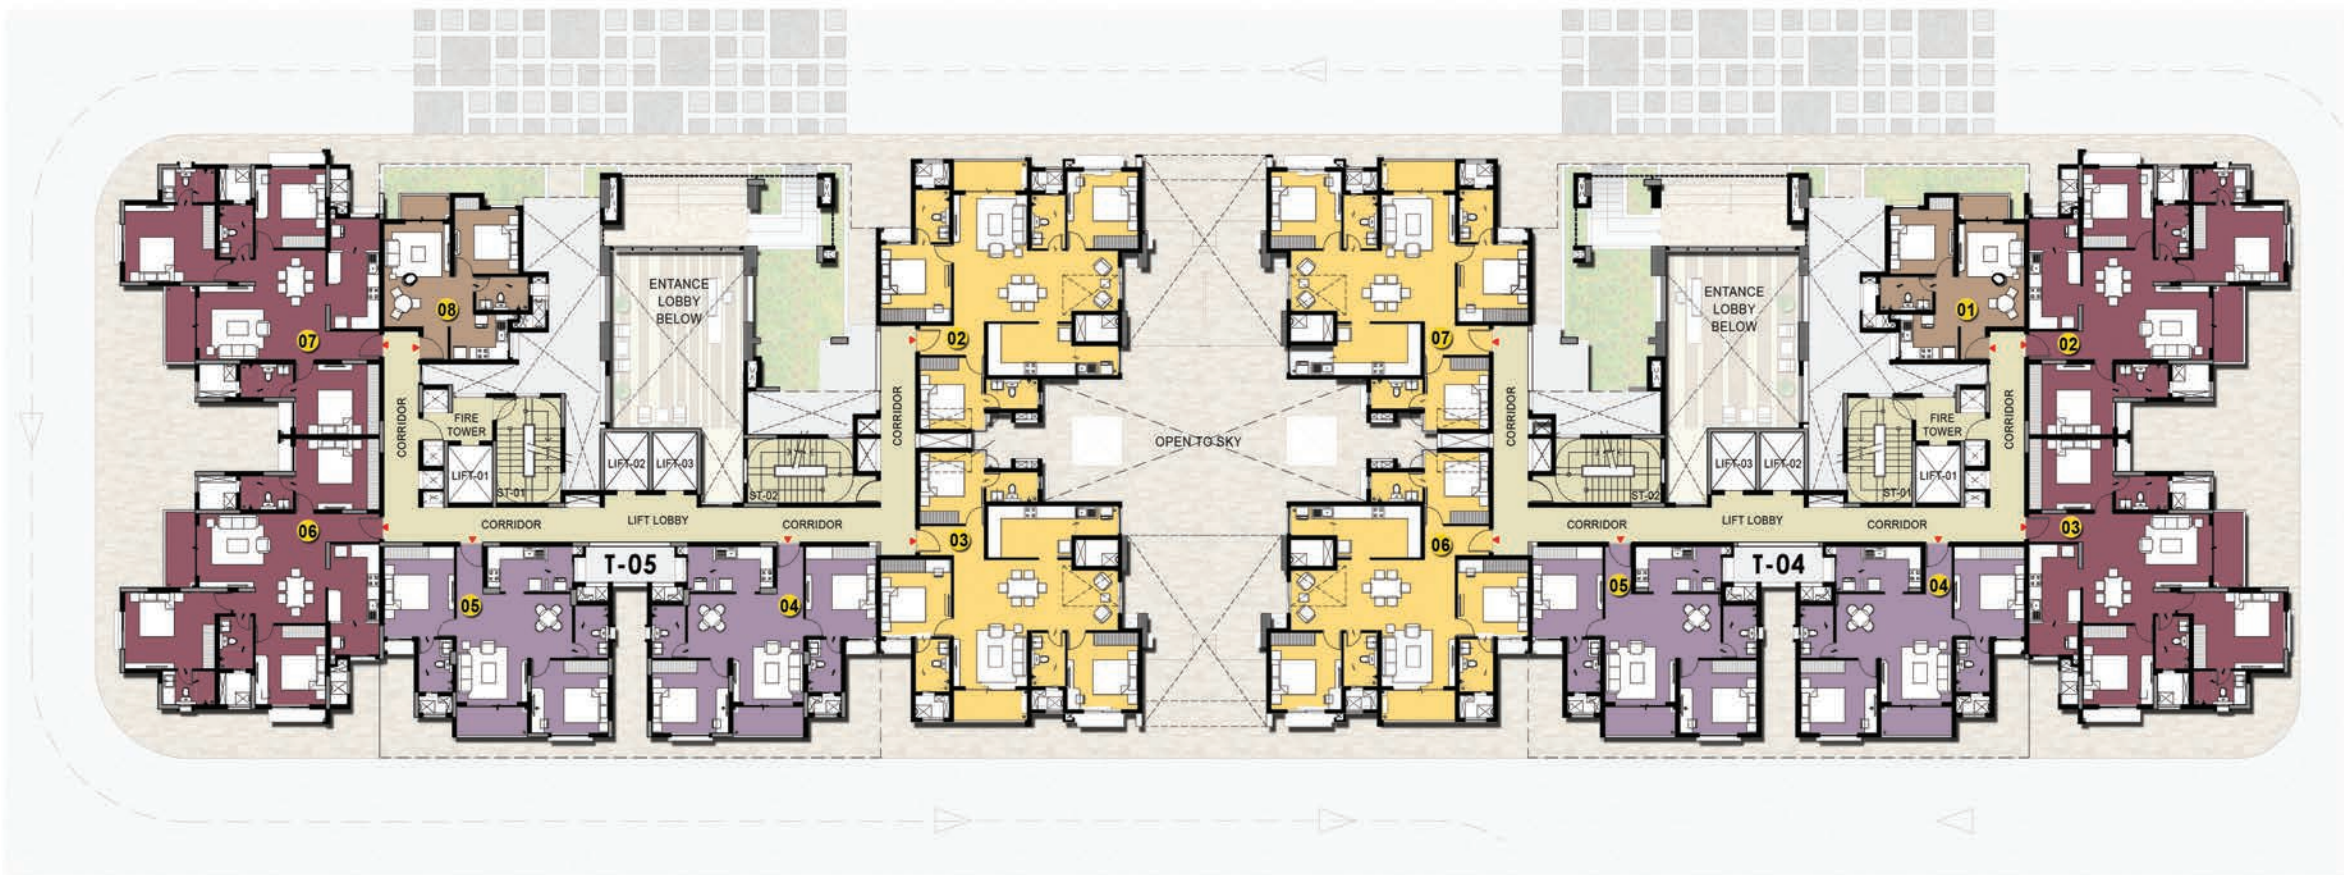 ENTANCE
LOBBY
BELOW
08
07
02
CORRIDOR
FIRE
TOWER
CORRIDOR
LIFT-01
ST-01
LIFT-02
LIFT-03
ST-02
06
CORRIDOR
LIFT LOBBY
CORRIDOR
03
T-05
05
04
OPEN TO SKY
ENTANCE
LOBBY
BELOW
07
01
02
CORRIDOR
FIRE
TOWER
CORRIDOR
LIFT-03
LIFT-02
LIFT-01
ST-02
ST-01
06
CORRIDOR
LIFT LOBBY
CORRIDOR
03
T-04
05
04